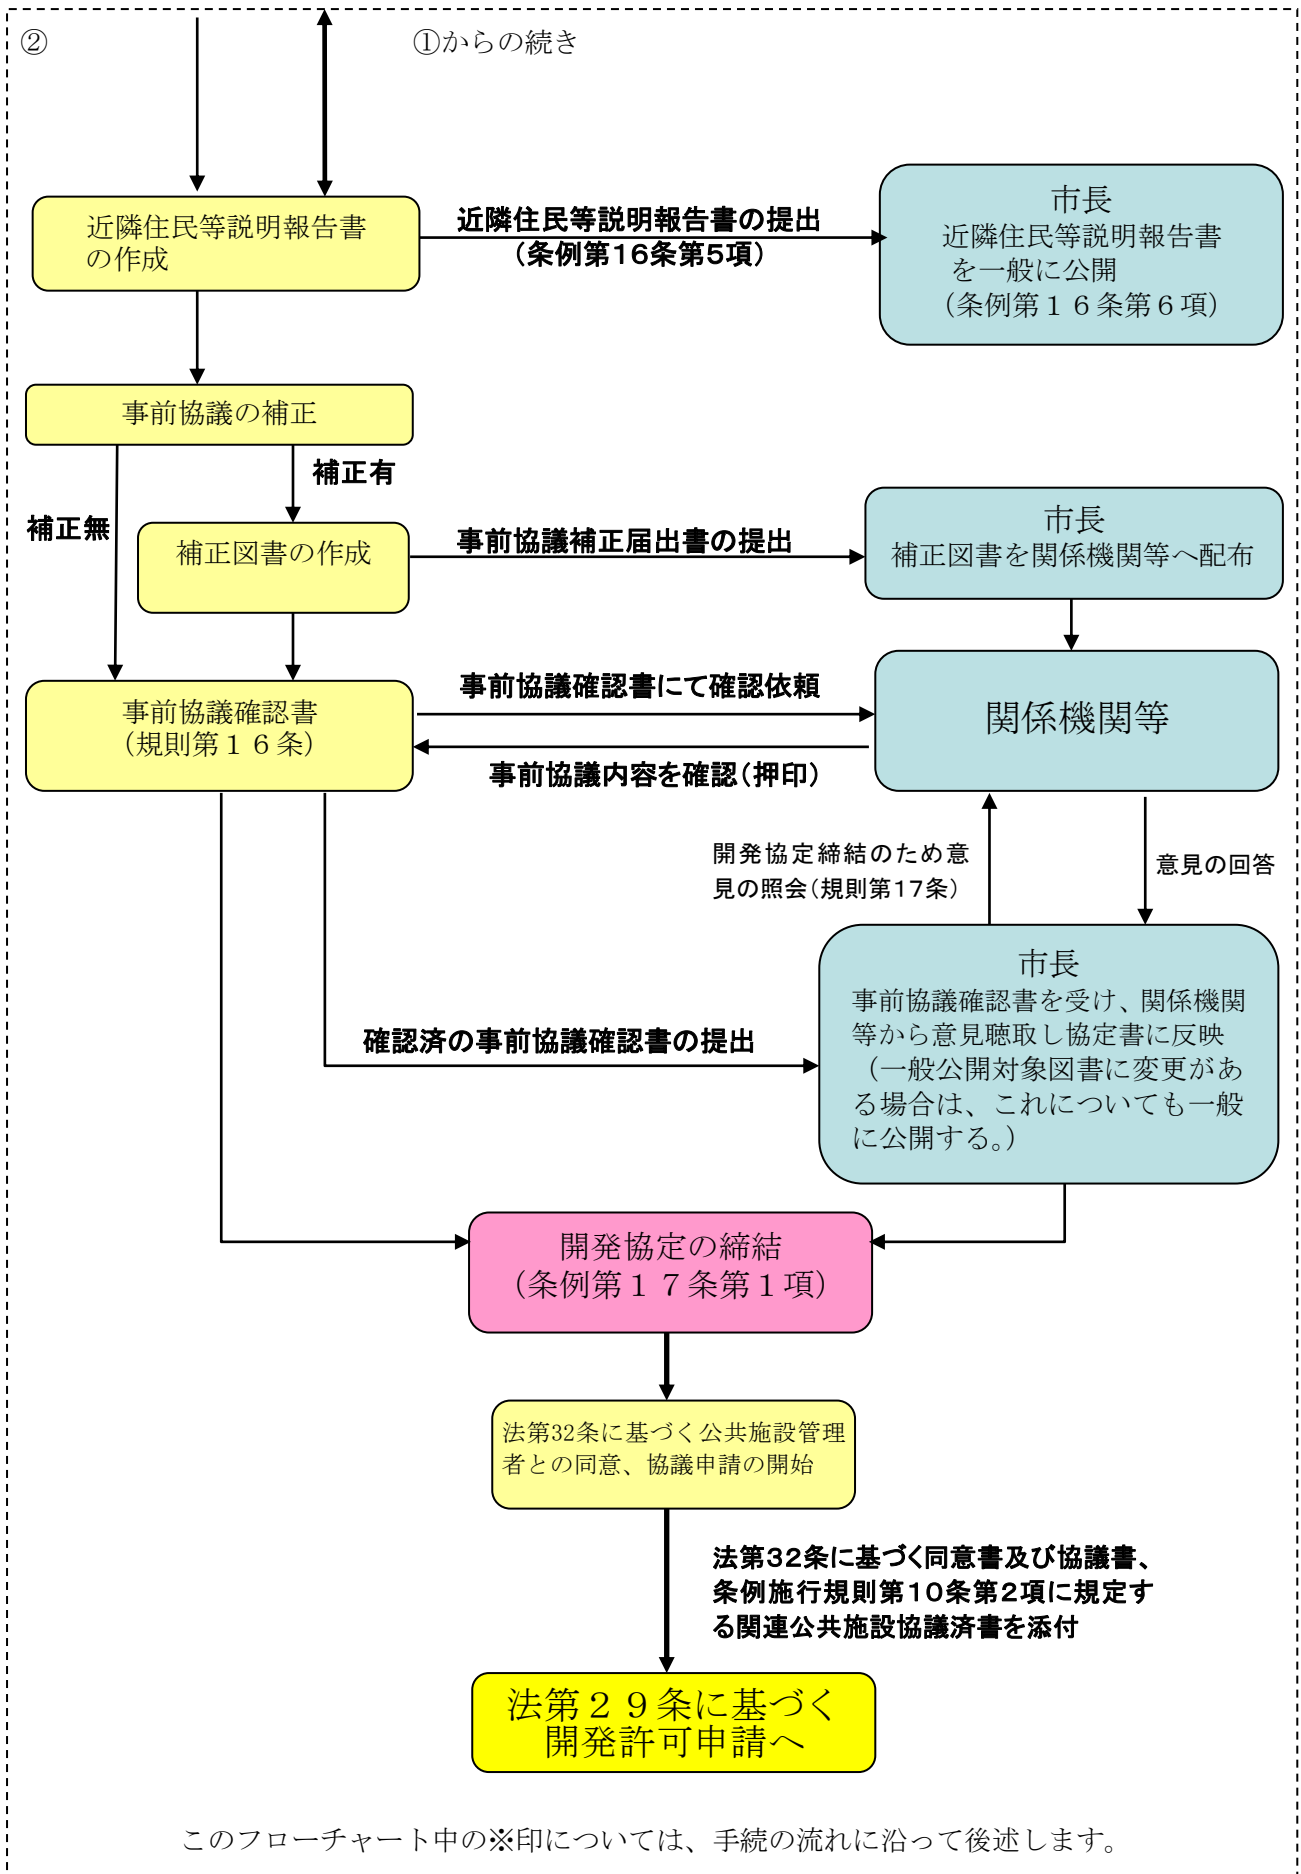 ②
①からの続き
近隣住民等説明報告書
の作成
近隣住民等説明報告書の提出
（条例第16条第5項）
市長
近隣住民等説明報告書
を一般に公開
（条例第１６条第６項）
事前協議の補正
補正有
補正無
補正図書の作成
事前協議補正届出書の提出
市長
補正図書を関係機関等へ配布
事前協議確認書
（規則第１６条）
事前協議確認書にて確認依頼
関係機関等
事前協議内容を確認（押印）
開発協定締結のため意
見の照会（規則第17条）
意見の回答
市長
事前協議確認書を受け、関係機関
等から意見聴取し協定書に反映
（一般公開対象図書に変更があ
る場合は、これについても一般
に公開する。）
確認済の事前協議確認書の提出
開発協定の締結
（条例第１７条第１項）
法第32条に基づく公共施設管理
者との同意、協議申請の開始
法第32条に基づく同意書及び協議書、
条例施行規則第10条第2項に規定す
る関連公共施設協議済書を添付
法第２９条に基づく
開発許可申請へ
このフローチャート中の※印については、手続の流れに沿って後述します。